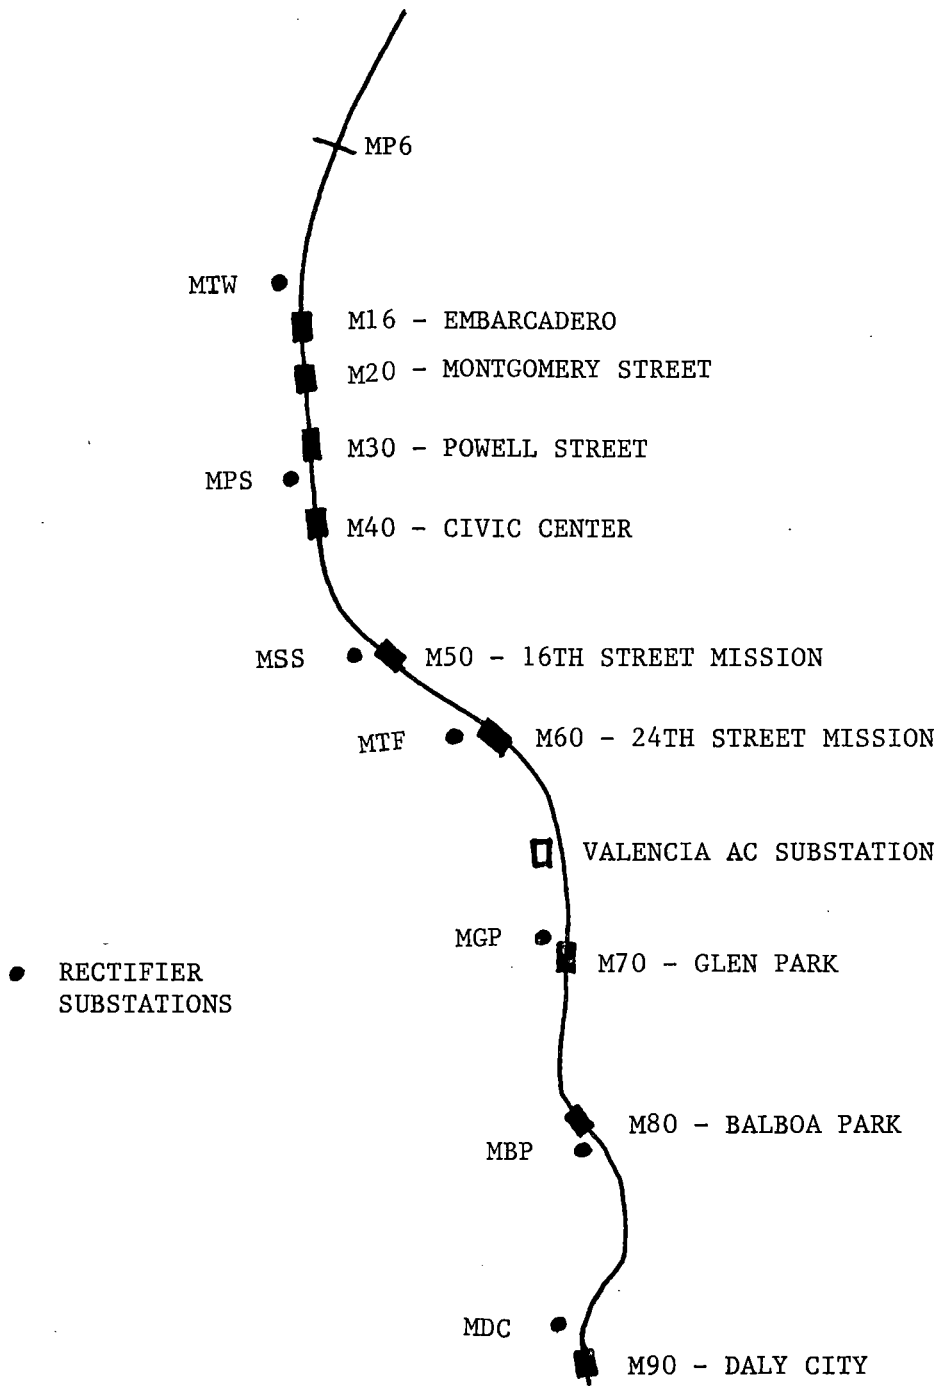 MP6
MTW
M16 - EMBARCADERO
M20 - MONTGOMERY STREET
M30 - POWELL STREET
MPS
M40 - CIVIC CENTER
MSS
M50 - 16TH STREET MISSION
MTF
M60 - 24TH STREET MISSION
VALENCIA AC SUBSTATION
MGP
M70 - GLEN PARK
RECTIFIER
SUBSTATIONS
M80 - BALBOA PARK
MBP
MDC
M90 - DALY CITY